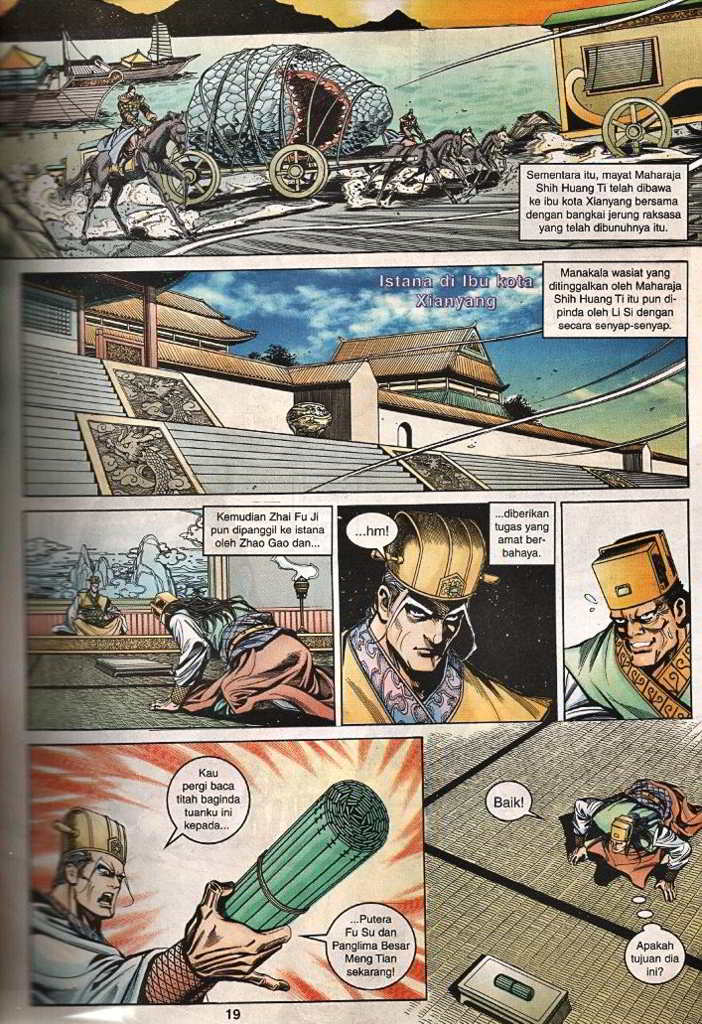 Sementara itu, mayat Maharaja
Shih Huang Ti telah dibawa
ke ibu kota Xianyang bersama
dengan bangkai jerung raksasa
yang telah dibunuhnya itu.
Istana di Ibu kota
Xianyang
Manakala wasiat yang
ditinggalkan oleh Maharaja
Shih Huang Ti itu pun di-
pinda oleh Li Si dengan
secara senyap-senyap.
Kemudian Zhai Fu Ji
pun dipanggil ke istana
oleh Zhao Gao dan...
...hm!
...diberikan
tugas yang
amat ber-
bahaya.
Kau
pergi baca
titah baginda
tuanku ini
kepada...
...Putera
Fu Su dan
Panglima Besar
Meng Tian
sekarang!
Baik!
Apakah
tujuan dia
ini?
19